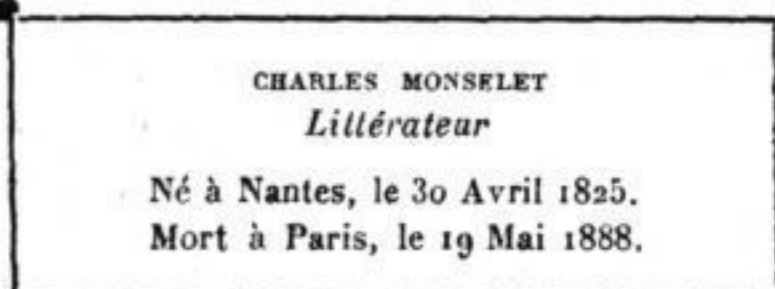 CHARLES MONSELET
Littérateur
Né à Nantes, le 30 Avril 1825.
Mort à Paris, le 19 Mai 1888.